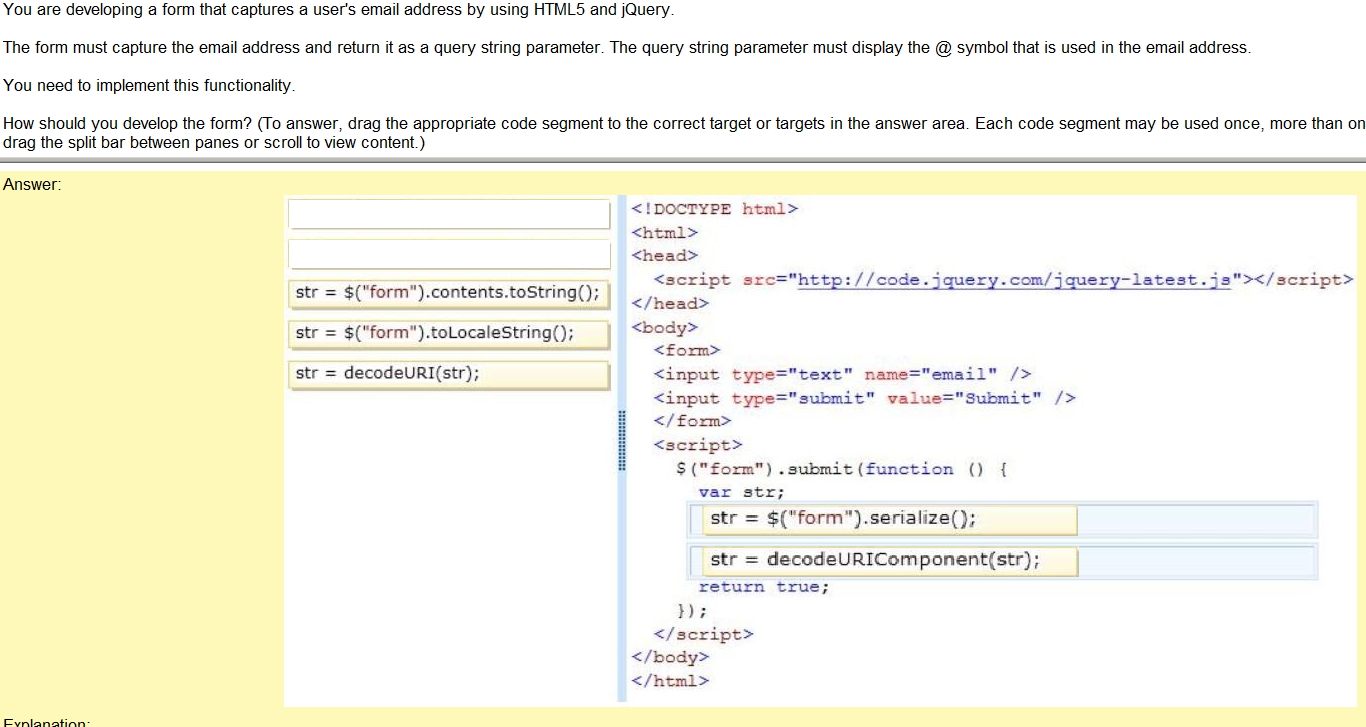 You are developing a form that captures a user's email address by using HTML5 and jQuery.
The form must capture the email address and return it as a query string parameter. The query string parameter must display the @ symbol that is used in the email address.
You need to implement this functionality.
How should you develop the form? (To answer, drag the appropriate code segment to the correct target or targets in the answer area. Each code segment may be used once, more than on
drag the split bar between panes or scroll to view content.)
Answer:
str = $("form").contents.toString();
str = $("form").toLocaleString();
str = decodeURI(str);
<!DOCTYPE html>
<html>
<head>
<script src="http://code.jquery.com/jquery-latest.js"></script>
</head>
<body>
<form>
<input type="text" name="email" />
<input type="submit" value="Submit" />
</form>
<script>
$("form").submit(function () {
var str;
str = $("form").serialize();
str = decodeURIComponent(str);
return true;
});
</script>
</body>
</html>
Explanation: